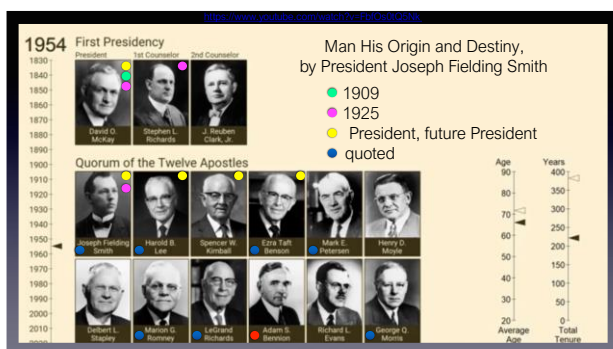 1954
First Presidency
President
1st Counselor
2nd Counselor
David O.
McKay
Stephen L.
Richards
J. Reuben
Clark, Jr.
Man His Origin and Destiny,
by President Joseph Fielding Smith
1909
1925
President, future President
quoted
1830
1840
1850
1860
1870
1880
1890
1900
1910
1920
1930
1940
1950
1960
1970
1980
1990
2000
2010
Quorum of the Twelve Apostles
Joseph Fielding
Smith
Harold B.
Lee
Spencer W.
Kimball
Ezra Taft
Benson
Mark E.
Petersen
Henry D.
Moyle
Delbert L.
Stapley
Marion G.
Romney
LeGrand
Richards
Adam S.
Bennion
Richard L.
Evans
George Q.
Morris
Age
90
80
70
60
50
40
30
20
Average
Age
Years
400
350
300
250
200
150
100
50
0
Total
Tenure